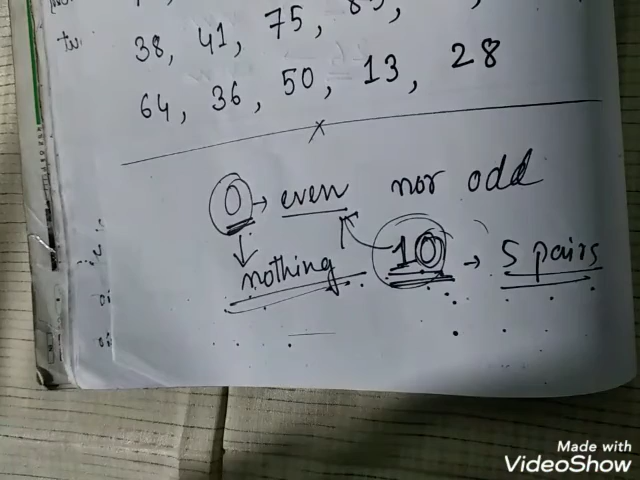 38, 41, 75,
64, 36, 50, 13, 28
0 → even nor odd
nothing 10 → 5 pairs
Made with
VideoShow